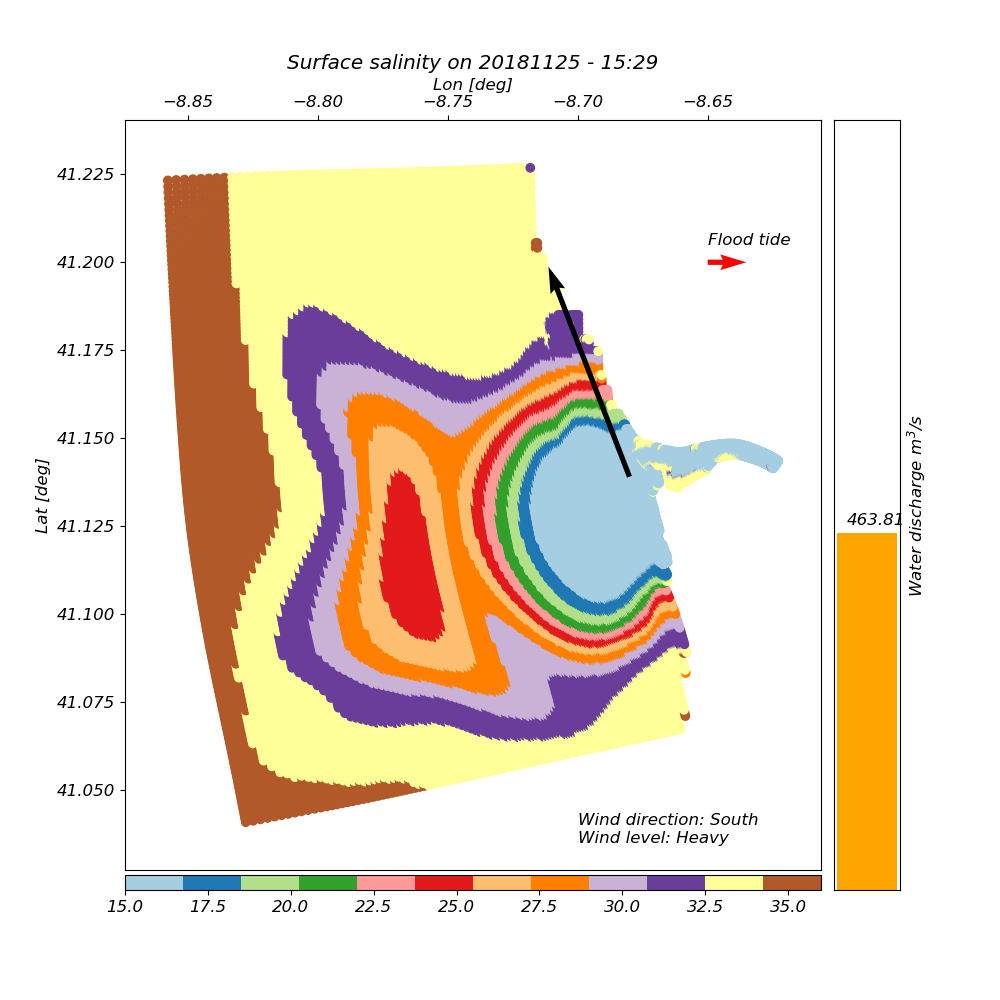 Surface salinity on 20181125 - 15:29
Lon [deg]
−8.85 −8.80 −8.75 −8.70 −8.65
41.225
41.200
41.175
41.150
41.125
41.100
41.075
41.050
Lat [deg]
Flood tide
Wind direction: South
Wind level: Heavy
463.81
Water discharge m³/s
15.0 17.5 20.0 22.5 25.0 27.5 30.0 32.5 35.0